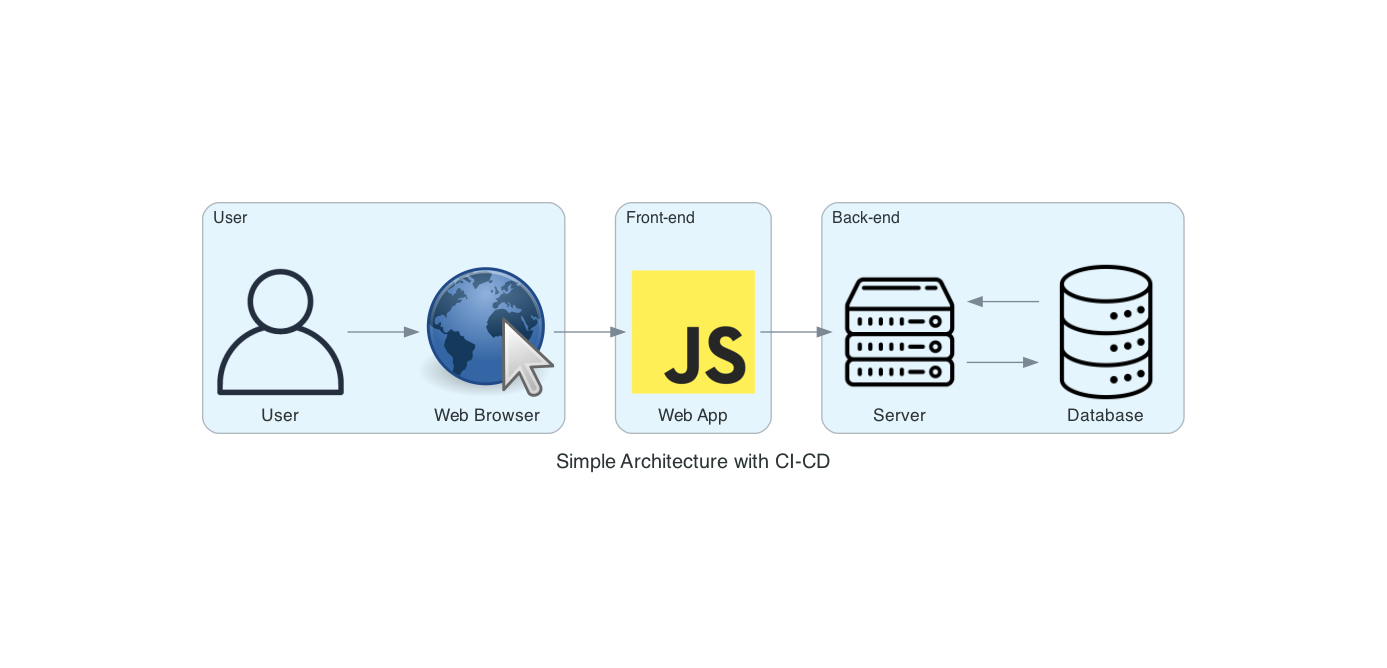 User
Front-end
Back-end
JS
User
Web Browser
Web App
Server
Database
Simple Architecture with CI-CD